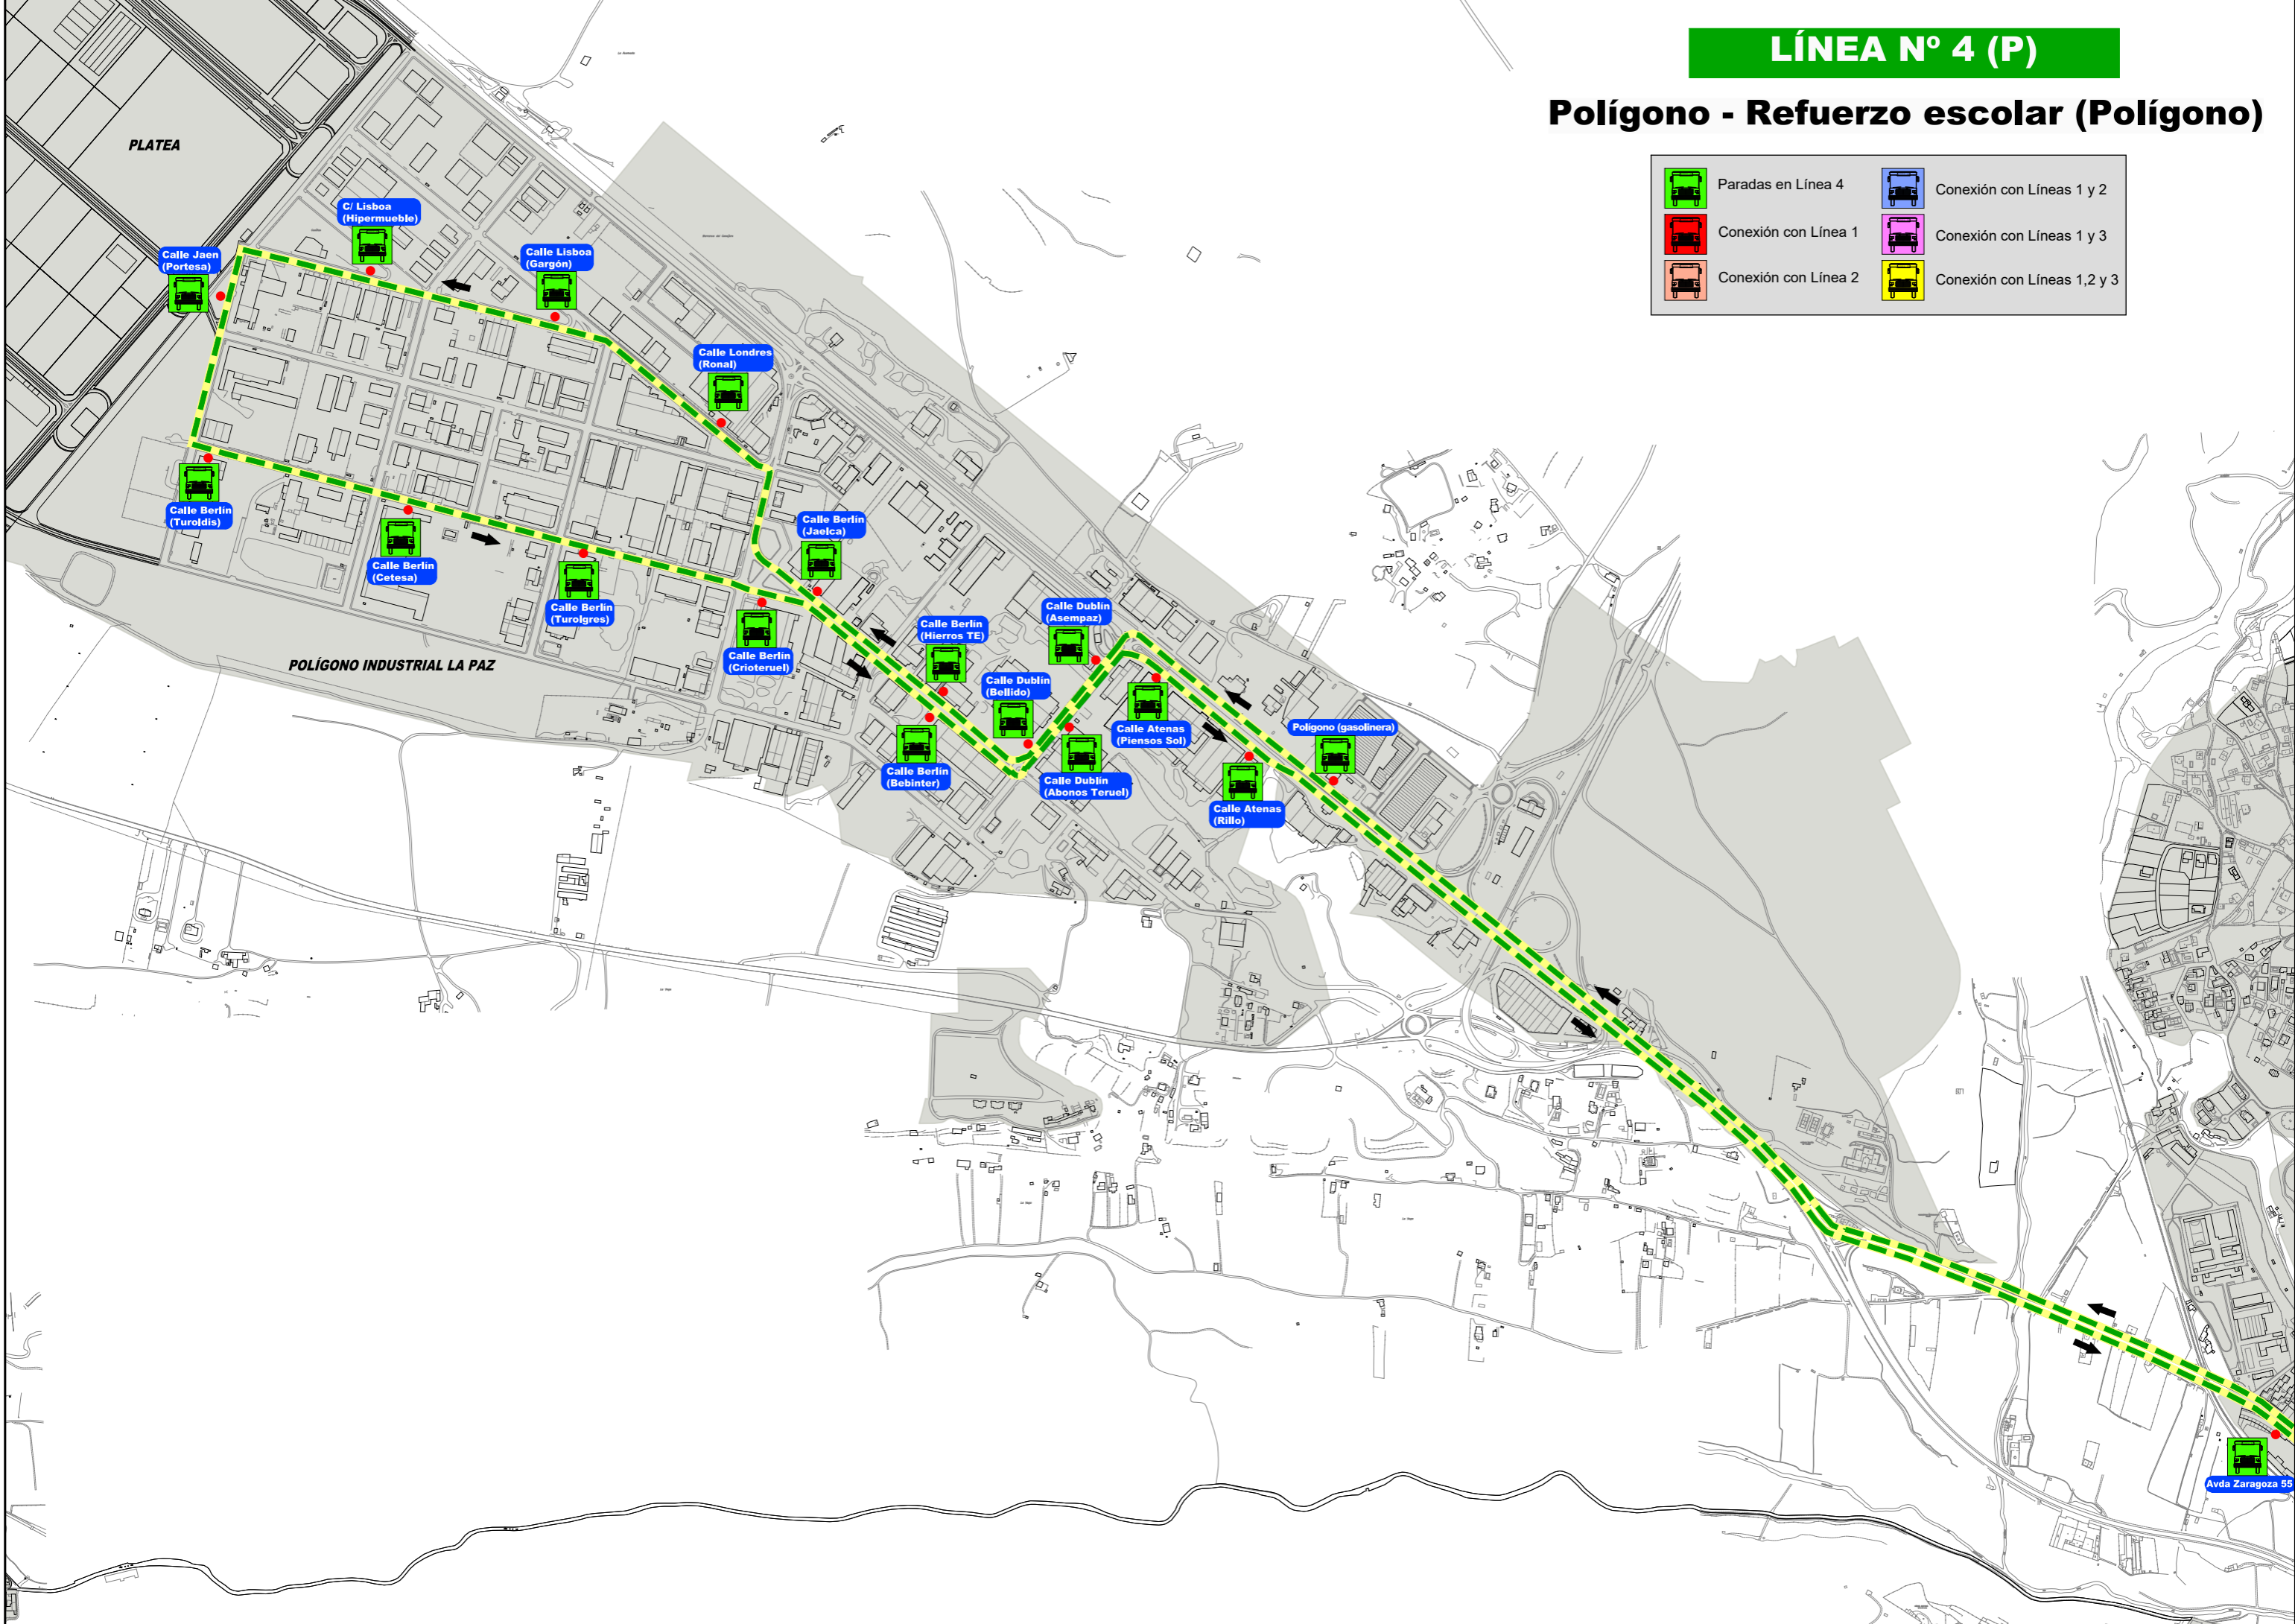 LÍNEA Nº 4 (P)
Polígono - Refuerzo escolar (Polígono)
Paradas en Línea 4
Conexión con Líneas 1 y 2
Conexión con Línea 1
Conexión con Líneas 1 y 3
Conexión con Línea 2
Conexión con Líneas 1,2 y 3
PLATEA
C/ Lisboa
(Hipermueble)
Calle Jaen
(Portesa)
Calle Lisboa
(Gargón)
Calle Londres
(Ronal)
Calle Berlín
(Turoldis)
Calle Berlín
(Cetesa)
Calle Berlín
(Jaelca)
Calle Berlín
(Turolgres)
Calle Berlín
(Crioteruel)
Calle Berlín
(Hierros TE)
Calle Dublín
(Asempaz)
POLÍGONO INDUSTRIAL LA PAZ
Calle Dublín
(Bellido)
Calle Atenas
(Piensos Sol)
Polígono (gasolinera)
Calle Berlín
(Bebinter)
Calle Dublín
(Abonos Teruel)
Calle Atenas
(Rillo)
Avda Zaragoza 55